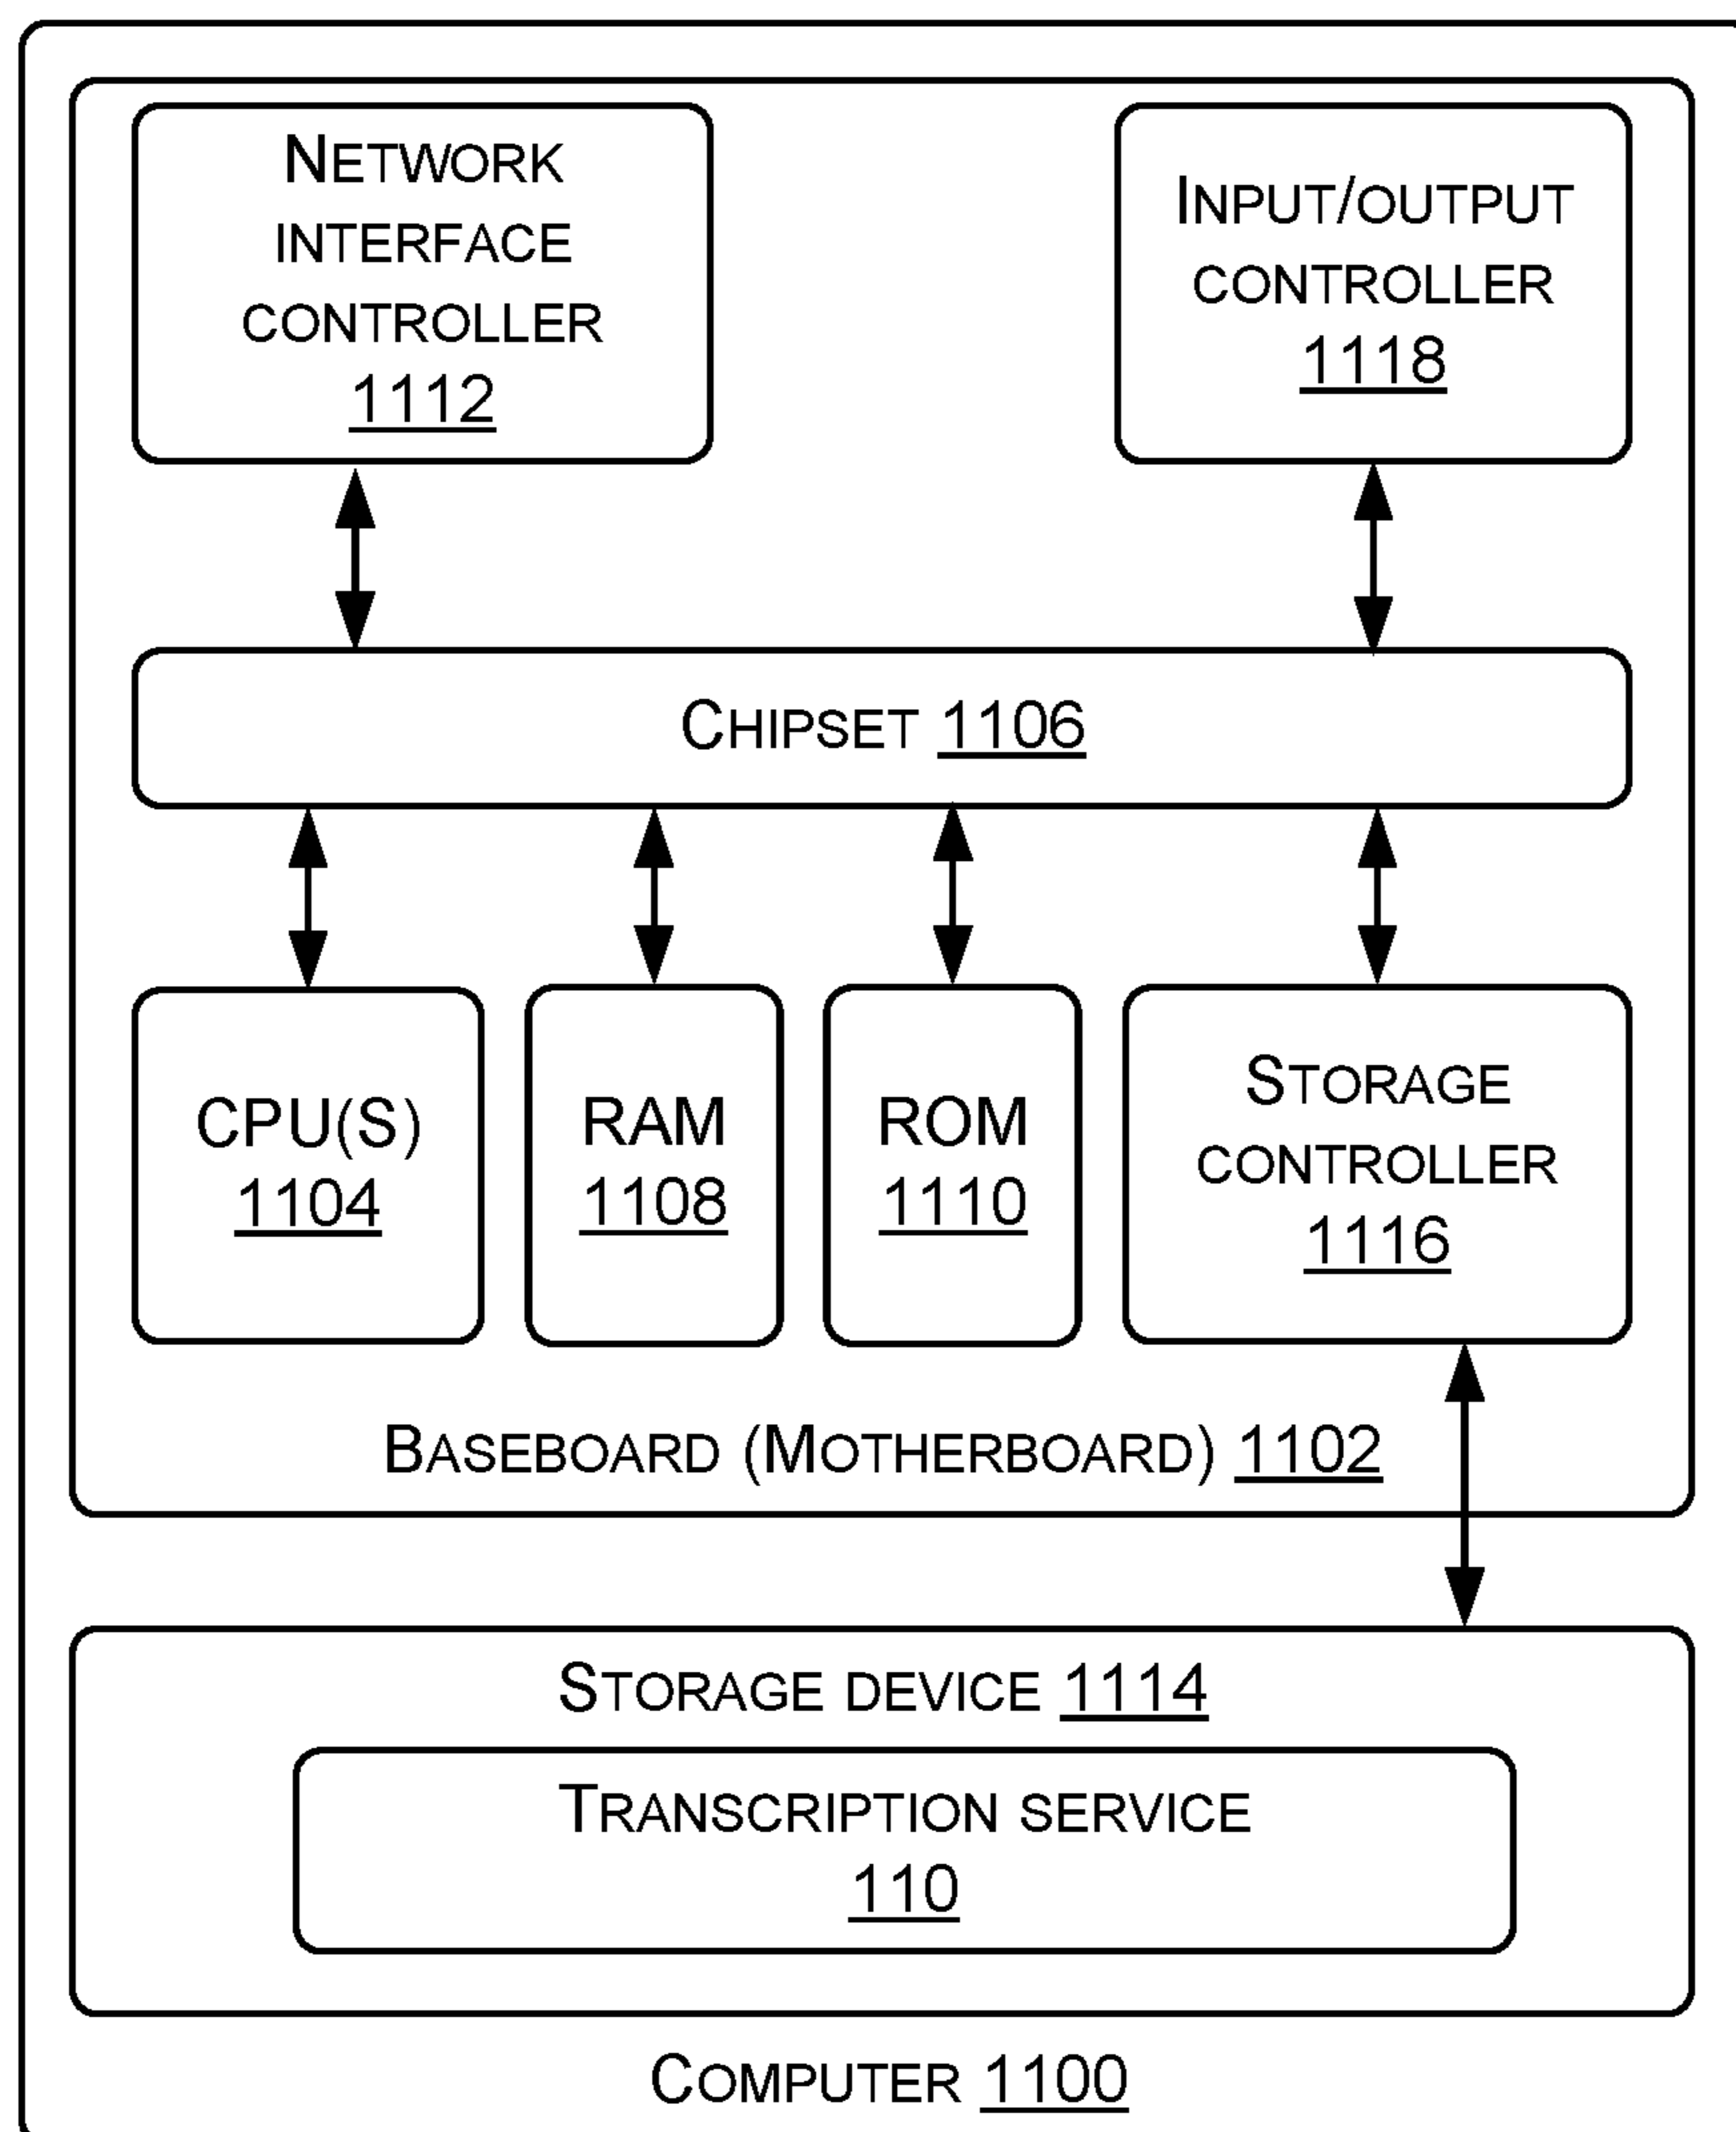 Network
interface
controller
1112
Input/output
controller
1118
Chipset 1106
CPU(s)
1104
RAM
1108
ROM
1110
Storage
controller
1116
Baseboard (Motherboard) 1102
Storage device 1114
Transcription service
110
Computer 1100